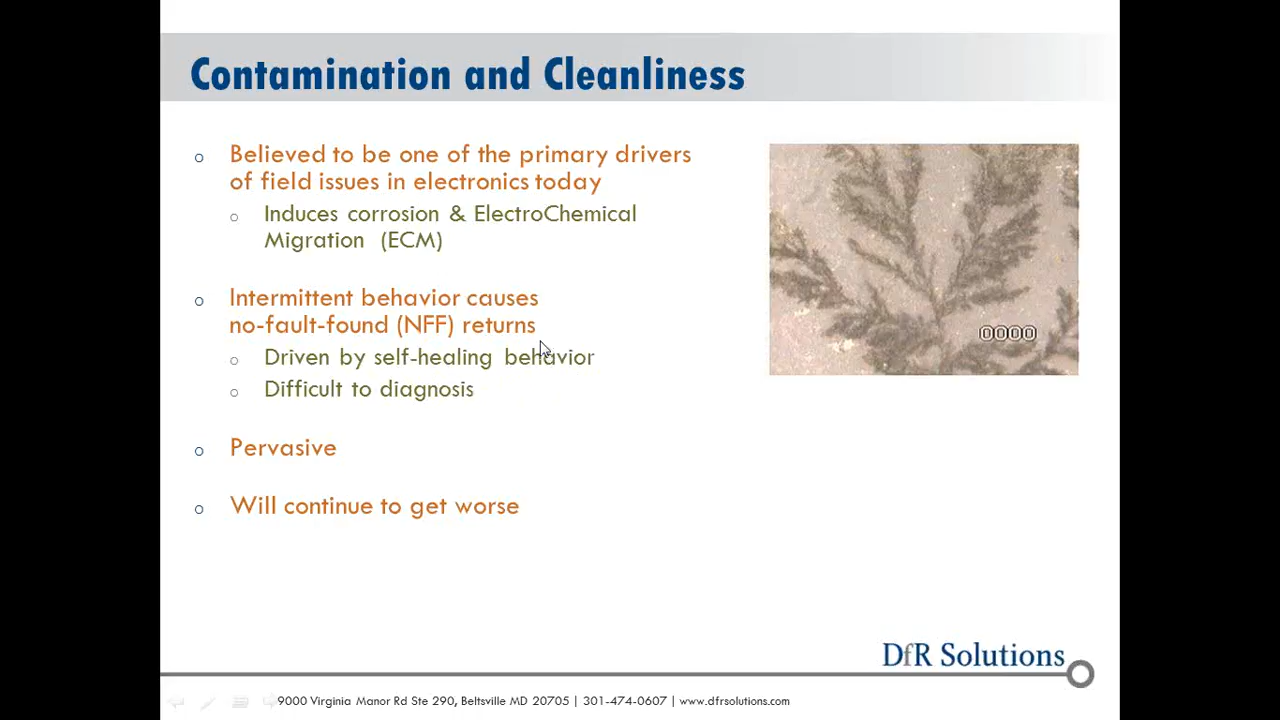 Contamination and Cleanliness
Believed to be one of the primary drivers
of field issues in electronics today
Induces corrosion & ElectroChemical
Migration (ECM)
Intermittent behavior causes
no-fault-found (NFF) returns
Driven by self-healing behavior
Difficult to diagnosis
Pervasive
Will continue to get worse
0000
DfR Solutions
9000 Virginia Manor Rd Ste 290, Beltsville MD 20705 | 301-474-0607 | www.dfrsolutions.com